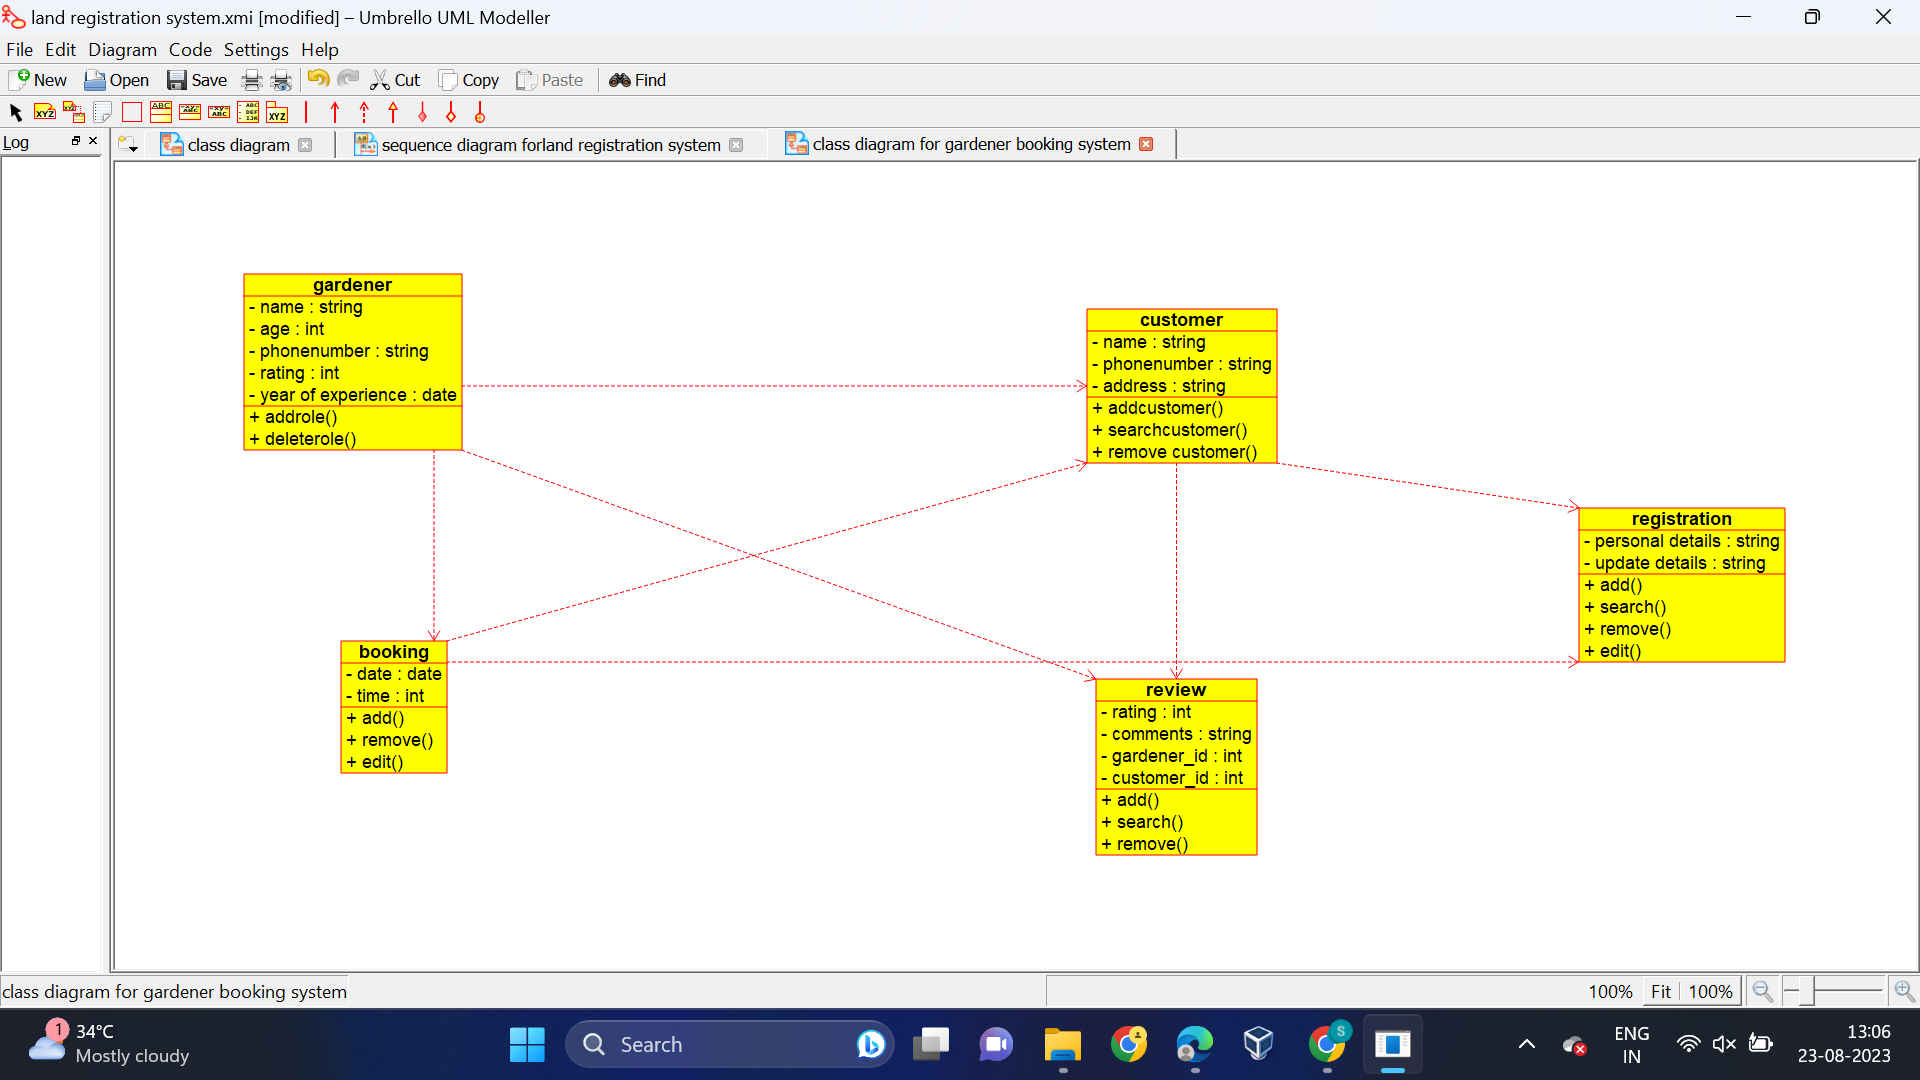 land registration system.xmi [modified] – Umbrello UML Modeller
File Edit Diagram Code Settings Help
New Open Save Cut Copy Paste Find
Log
class diagram
sequence diagram forland registration system
class diagram for gardener booking system
gardener
- name : string
- age : int
- phonenumber : string
- rating : int
- year of experience : date
+ addrole()
+ deleterole()
customer
- name : string
- phonenumber : string
- address : string
+ addcustomer()
+ searchcustomer()
+ remove customer()
registration
- personal details : string
- update details : string
+ add()
+ search()
+ remove()
+ edit()
booking
- date : date
- time : int
+ add()
+ remove()
+ edit()
review
- rating : int
- comments : string
- gardener_id : int
- customer_id : int
+ add()
+ search()
+ remove()
class diagram for gardener booking system
100% Fit 100%
1
34°C
Mostly cloudy
Search
S
ENG
IN
13:06
23-08-2023